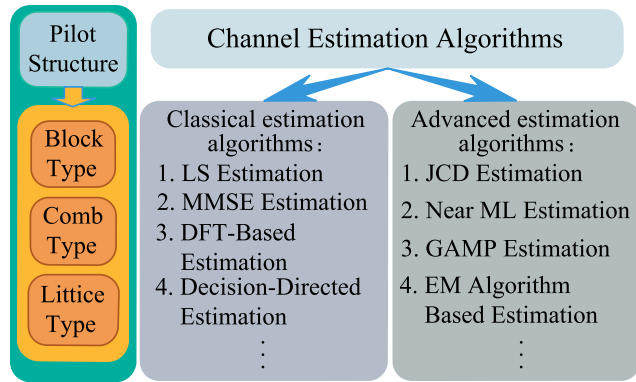 Pilot
Structure
Block
Type
Comb
Type
Littice
Type
Channel Estimation Algorithms
Classical estimation
algorithms:
1. LS Estimation
2. MMSE Estimation
3. DFT-Based
Estimation
4. Decision-Directed
Estimation
⋮
Advanced estimation
algorithms:
1. JCD Estimation
2. Near ML Estimation
3. GAMP Estimation
4. EM Algorithm
Based Estimation
⋮